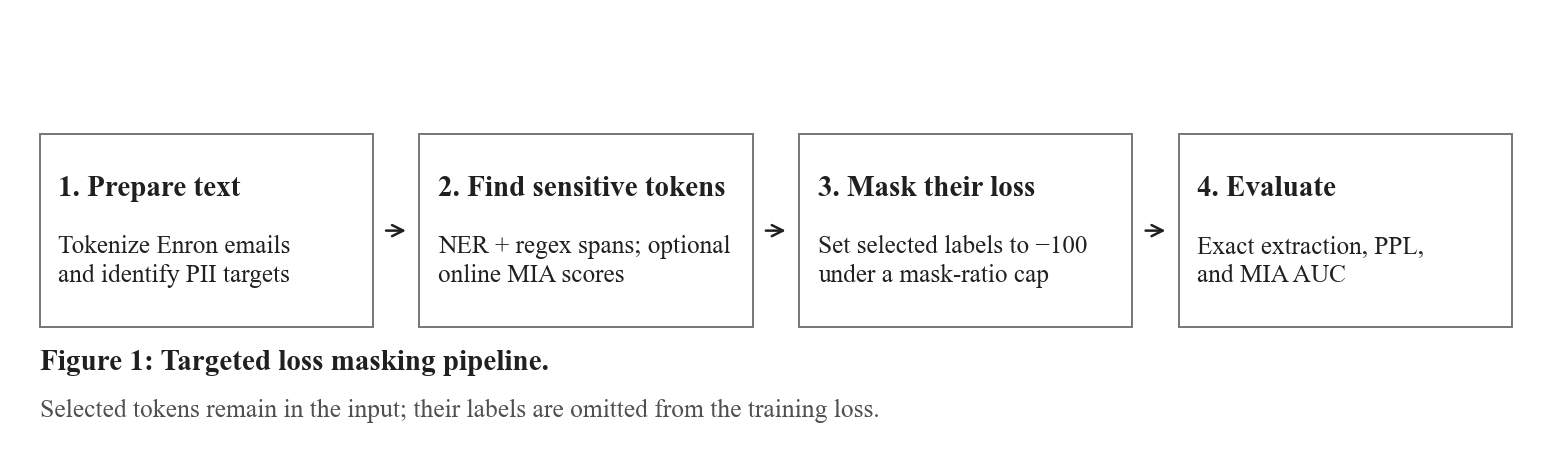 1. Prepare text
Tokenize Enron emails
and identify PII targets
2. Find sensitive tokens
NER + regex spans; optional
online MIA scores
3. Mask their loss
Set selected labels to −100
under a mask-ratio cap
4. Evaluate
Exact extraction, PPL,
and MIA AUC
Figure 1: Targeted loss masking pipeline.
Selected tokens remain in the input; their labels are omitted from the training loss.